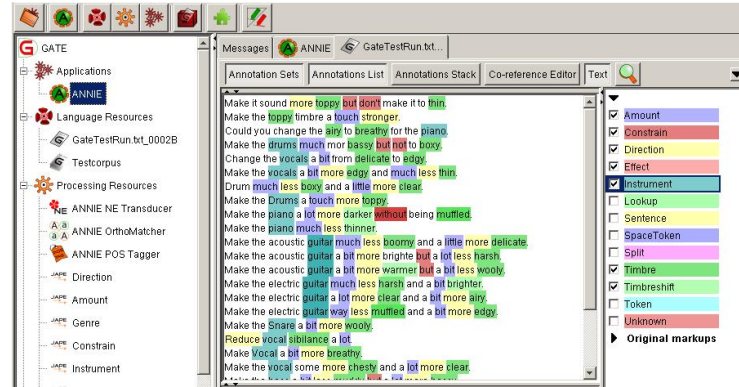 GATE
Applications
ANNIE
Language Resources
GateTestRun.txt_0002B
Testcorpus
Processing Resources
ANNIE NE Transducer
ANNIE OrthoMatcher
ANNIE POS Tagger
Direction
Amount
Genre
Constrain
Instrument
Messages ANNIE GateTestRun.txt...
Annotation Sets Annotations List Annotations Stack Co-reference Editor Text
Make it sound more toppy but don't make it to thin.
Make the toppy timbre a touch stronger.
Could you change the airy to breathy for the piano.
Make the drums much mor bassy but not to boxy.
Change the vocals a bit from delicate to edgy.
Make the vocals a bit more edgy and much less thin.
Drum much less boxy and a little more clear.
Make the Drums a touch more toppy.
Make the piano a lot more darker without being muffled.
Make the piano much less thinner.
Make the acoustic guitar much less boomy and a little more delicate.
Make the acoustic guitar a bit more brighte but a lot less harsh.
Make the acoustic guitar a bit more warmer but a bit less wooly.
Make the electric guitar much less harsh and a bit brighter.
Make the electric guitar a lot more clear and a bit more airy.
Make the electric guitar way less muffled and a bit more edgy.
Make the Snare a bit more wooly.
Reduce vocal sibilance a lot.
Make Vocal a bit more breathy.
Make the vocal some more chesty and a lot more clear.
Amount
Constrain
Direction
Effect
Instrument
Lookup
Sentence
SpaceToken
Split
Timbre
Timbreshift
Token
Unknown
Original markups